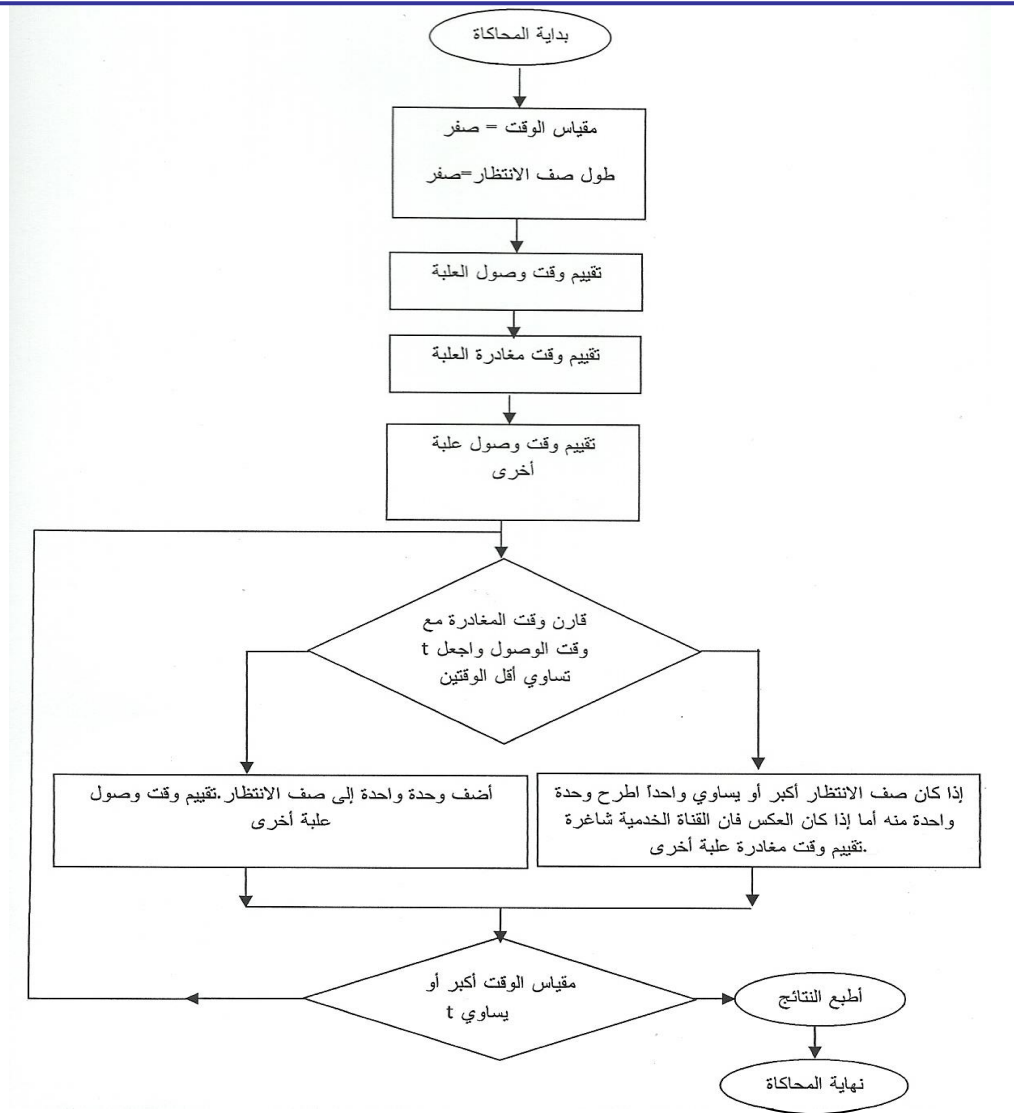 بداية المحاكاة
مقياس الوقت = صفر
طول صف الانتظار=صفر
تقييم وقت وصول العلبة
تقييم وقت مغادرة العلبة
تقييم وقت وصول علبة
أخرى
قارن وقت المغادرة مع
وقت الوصول واجعل t
تساوي أقل الوقتين
إذا كان صف الانتظار أكبر أو يساوي واحداً اطرح وحدة
واحدة منه أما إذا كان العكس فان القناة الخدمية شاغرة
.تقييم وقت مغادرة علبة أخرى
أضف وحدة واحدة إلى صف الانتظار.تقييم وقت وصول
علبة أخرى
مقياس الوقت أكبر أو
يساوي t
أطبع النتائج
نهاية المحاكاة